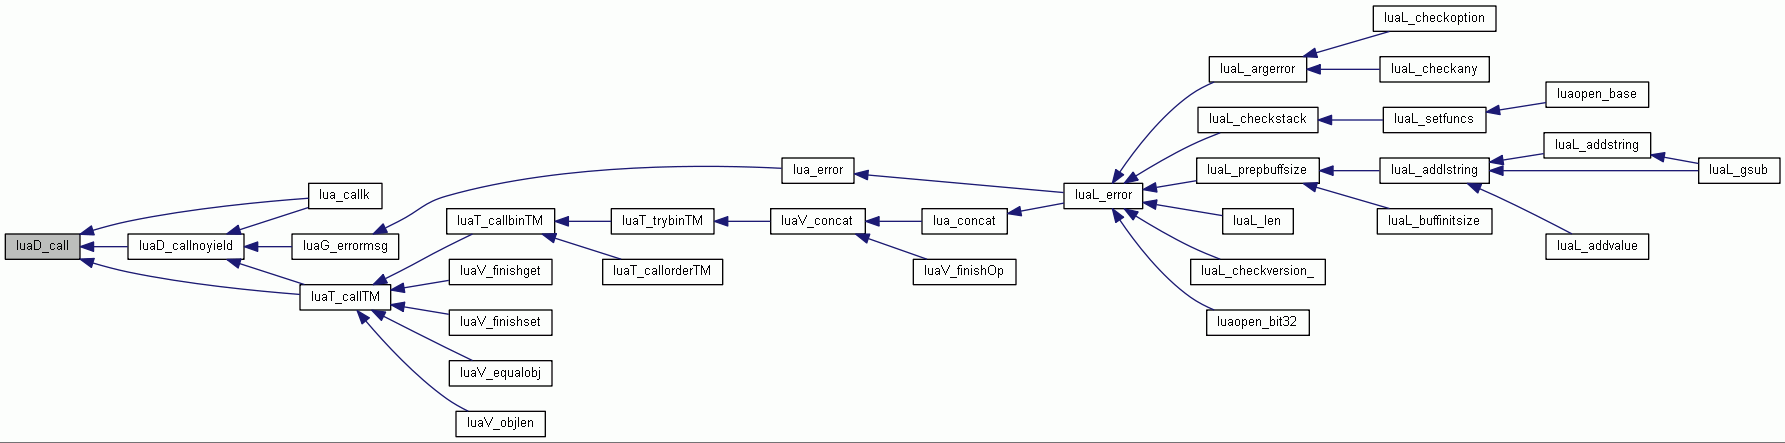 luaD_call
lua_callk
luaD_callnoyield
luaG_errormsg
luaT_callTM
luaT_callbinTM
luaV_finishget
luaV_finishset
luaV_equalobj
luaV_objlen
luaT_trybinTM
luaT_callorderTM
lua_error
luaV_concat
lua_concat
luaV_finishOp
luaL_error
luaL_argerror
luaL_checkstack
luaL_prepbuffsize
luaL_len
luaL_checkversion_
luaopen_bit32
luaL_checkoption
luaL_checkany
luaL_setfuncs
luaL_addlstring
luaL_buffinitsize
luaopen_base
luaL_addstring
luaL_gsub
luaL_addvalue